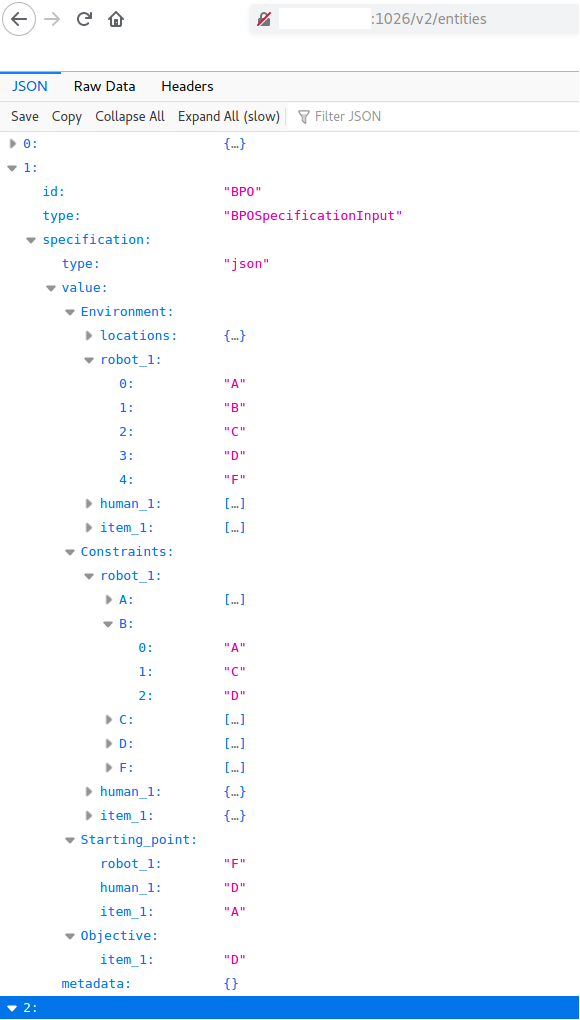 :1026/v2/entities
JSON Raw Data Headers
Save Copy Collapse All Expand All (slow) Filter JSON
0: {…}
1:
id: "BPO"
type: "BPOSpecificationInput"
specification:
type: "json"
value:
Environment:
locations: {…}
robot_1:
0: "A"
1: "B"
2: "C"
3: "D"
4: "F"
human_1: […]
item_1: […]
Constraints:
robot_1:
A: […]
B:
0: "A"
1: "C"
2: "D"
C: […]
D: […]
F: […]
human_1: {…}
item_1: {…}
Starting_point:
robot_1: "F"
human_1: "D"
item_1: "A"
Objective:
item_1: "D"
metadata: {}
2: